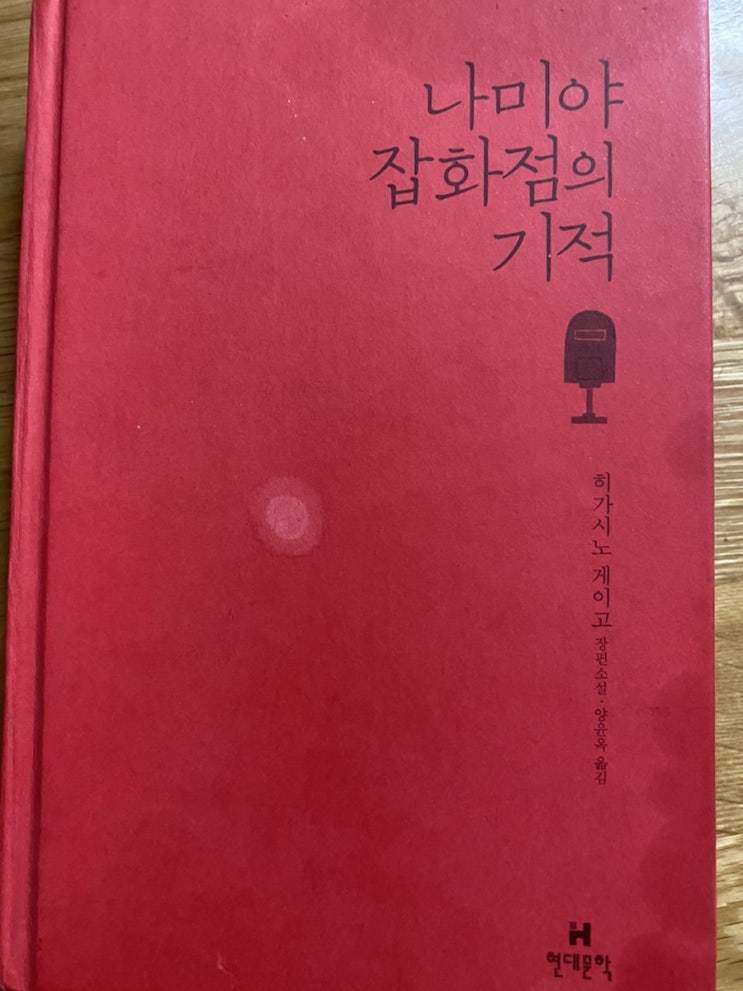 나미야
잡화점의
기적
히가시노 게이고 장편소설 · 양윤옥 옮김
현대문학